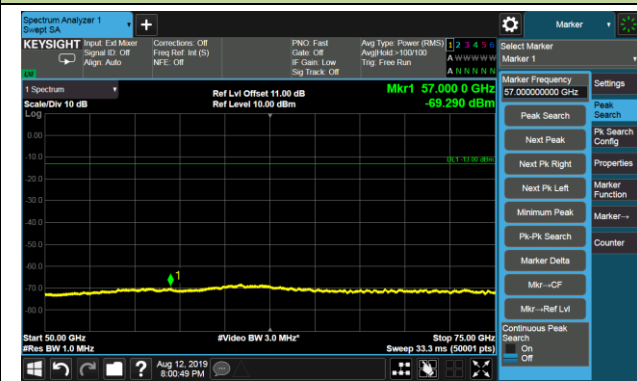 Spectrum Analyzer 1
Swept SA
+
Marker
KEYSIGHT
Input: Ext Mixer
Signal ID: Off
Align: Auto
Corrections: Off
Freq Ref: Int (S)
NFE: Off
PNO: Fast
Gate: Off
IF Gain: Low
Sig Track: Off
Avg Type: Power (RMS)
Avg|Hold:>100/100
Trig: Free Run
1 2 3 4 5 6
A W W W W W
A N N N N N
Select Marker
Marker 1
1 Spectrum
Scale/Div 10 dB
Log
Ref Lvl Offset 11.00 dB
Ref Level 10.00 dBm
Mkr1 57.000 0 GHz
-69.290 dBm
0.00
-10.0
-20.0
-30.0
-40.0
-50.0
-60.0
-70.0
-80.0
DL1 -13.00 dBm
1
Start 50.00 GHz
#Res BW 1.0 MHz
#Video BW 3.0 MHz*
Stop 75.00 GHz
Sweep 33.3 ms (50001 pts)
Marker Frequency
57.000000000 GHz
Peak Search
Next Peak
Next Pk Right
Next Pk Left
Minimum Peak
Pk-Pk Search
Marker Delta
Mkr→CF
Mkr→Ref Lvl
Continuous Peak
Search
On
Off
Settings
Peak
Search
Pk Search
Config
Properties
Marker
Function
Marker→
Counter
?
Aug 12, 2019
8:00:49 PM